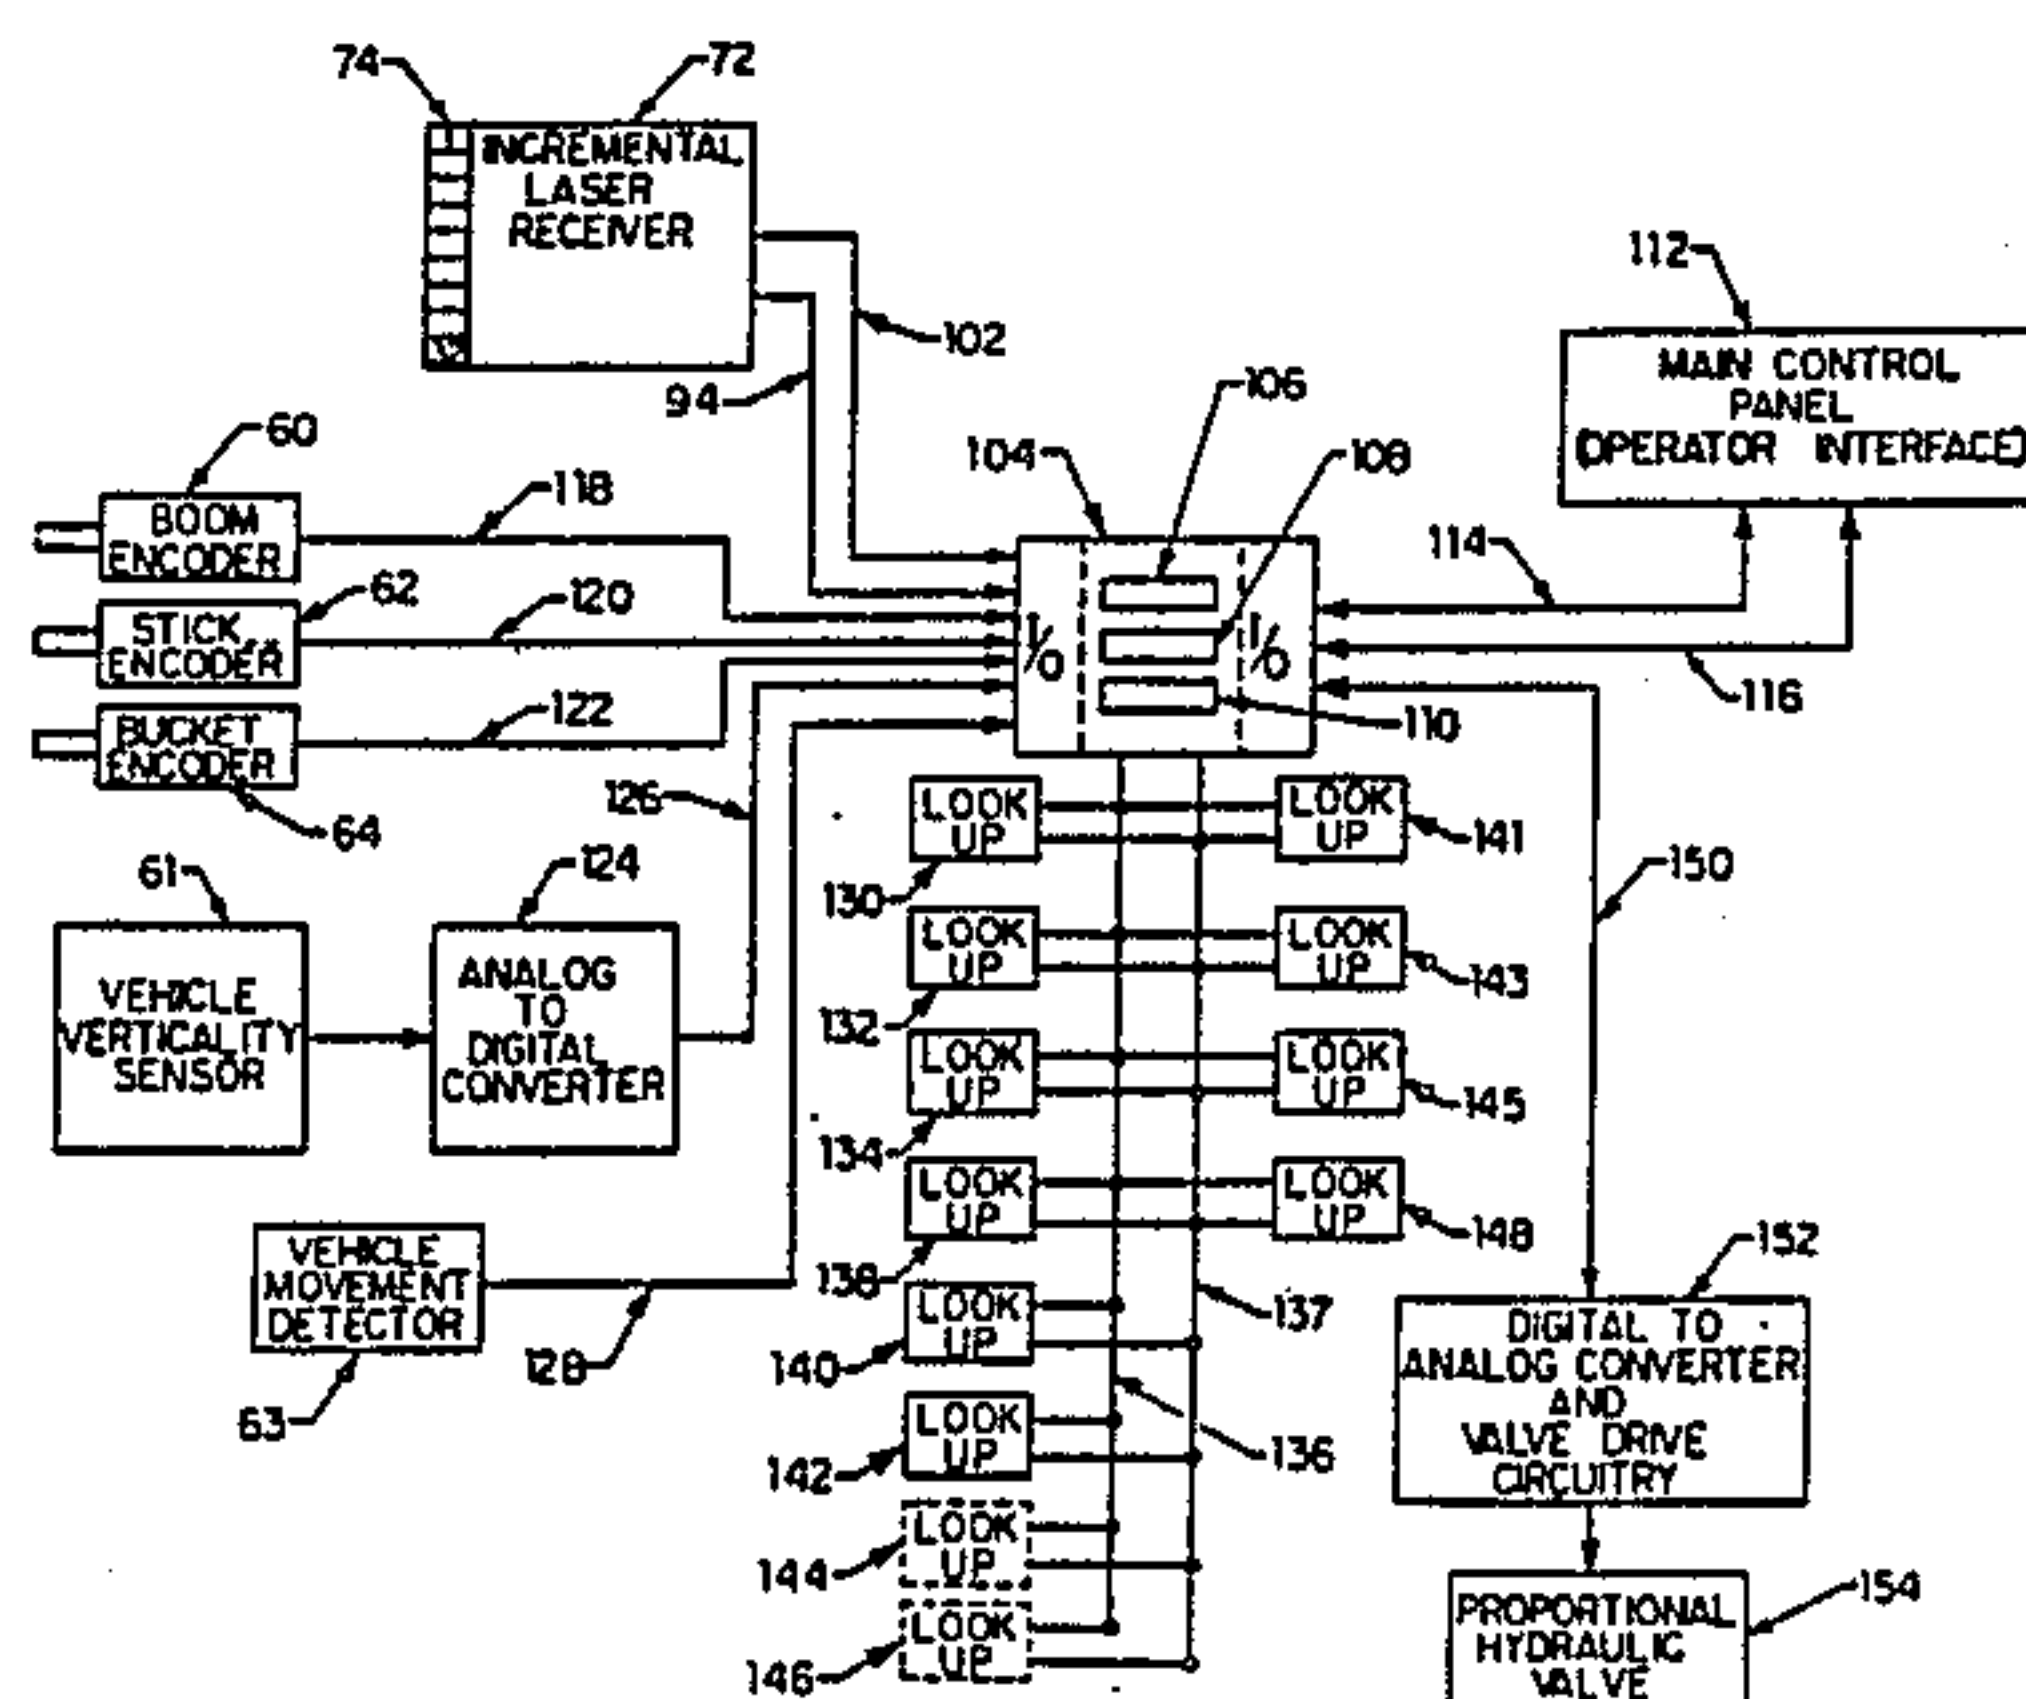 74
72
INCREMENTAL
LASER
RECEIVER
102
94
112
MAIN CONTROL
PANEL
(OPERATOR INTERFACE)
106
104
108
60
BOOM
ENCODER
118
62
STICK
ENCODER
120
BUCKET
ENCODER
122
64
I/O
I/O
114
116
110
126
61
124
VEHICLE
VERTICALITY
SENSOR
ANALOG
TO
DIGITAL
CONVERTER
LOOK
UP
130
LOOK
UP
141
150
LOOK
UP
132
LOOK
UP
143
LOOK
UP
134
LOOK
UP
145
LOOK
UP
138
LOOK
UP
148
VEHICLE
MOVEMENT
DETECTOR
63
128
LOOK
UP
140
137
152
DIGITAL TO
ANALOG CONVERTER
AND
VALVE DRIVE
CIRCUITRY
LOOK
UP
142
136
LOOK
UP
144
LOOK
UP
146
154
PROPORTIONAL
HYDRAULIC
VALVE